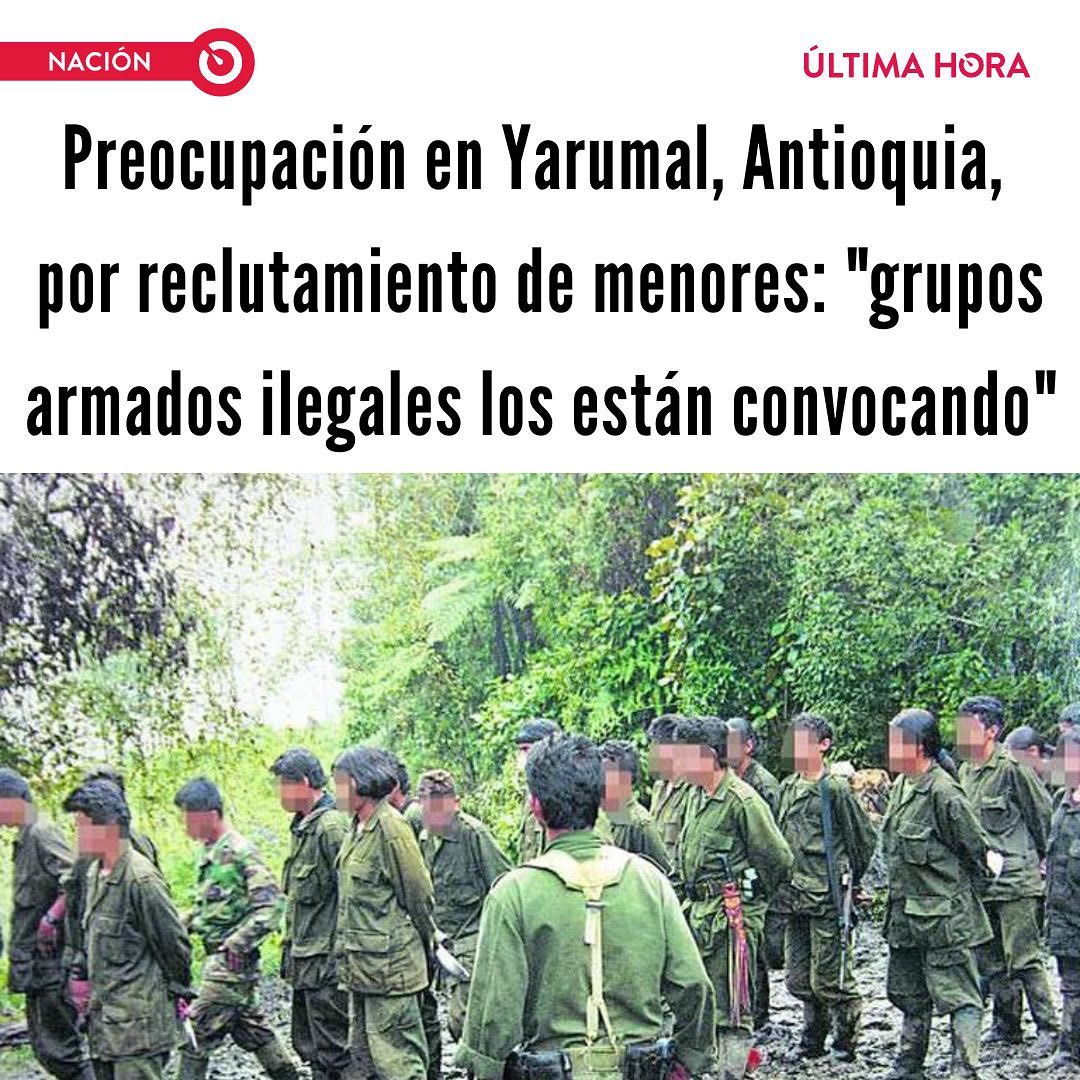 NACIÓN
ÚLTIMA HORA
Preocupación en Yarumal, Antioquia,
por reclutamiento de menores: "grupos
armados ilegales los están convocando"